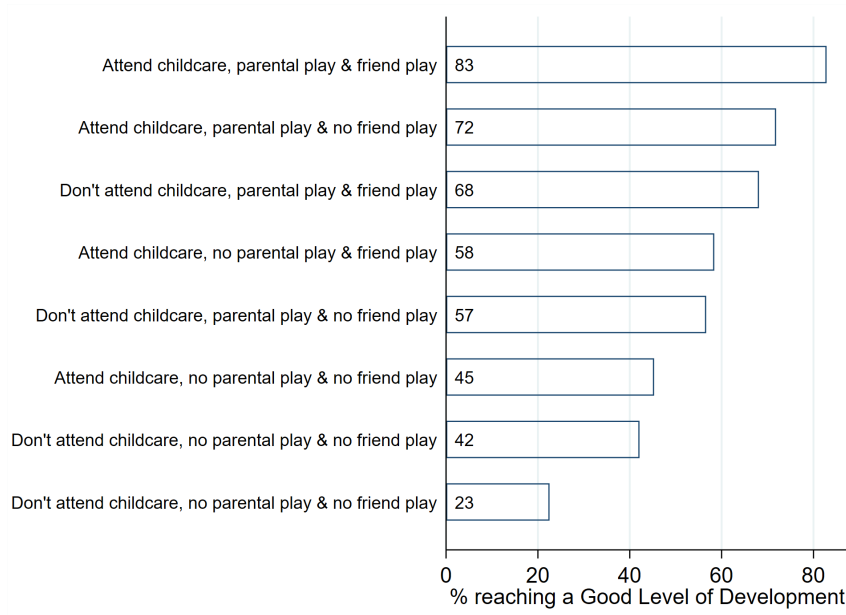 Attend childcare, parental play & friend play 83
Attend childcare, parental play & no friend play 72
Don't attend childcare, parental play & friend play 68
Attend childcare, no parental play & friend play 58
Don't attend childcare, parental play & no friend play 57
Attend childcare, no parental play & no friend play 45
Don't attend childcare, no parental play & no friend play 42
Don't attend childcare, no parental play & no friend play 23
0 20 40 60 80
% reaching a Good Level of Development